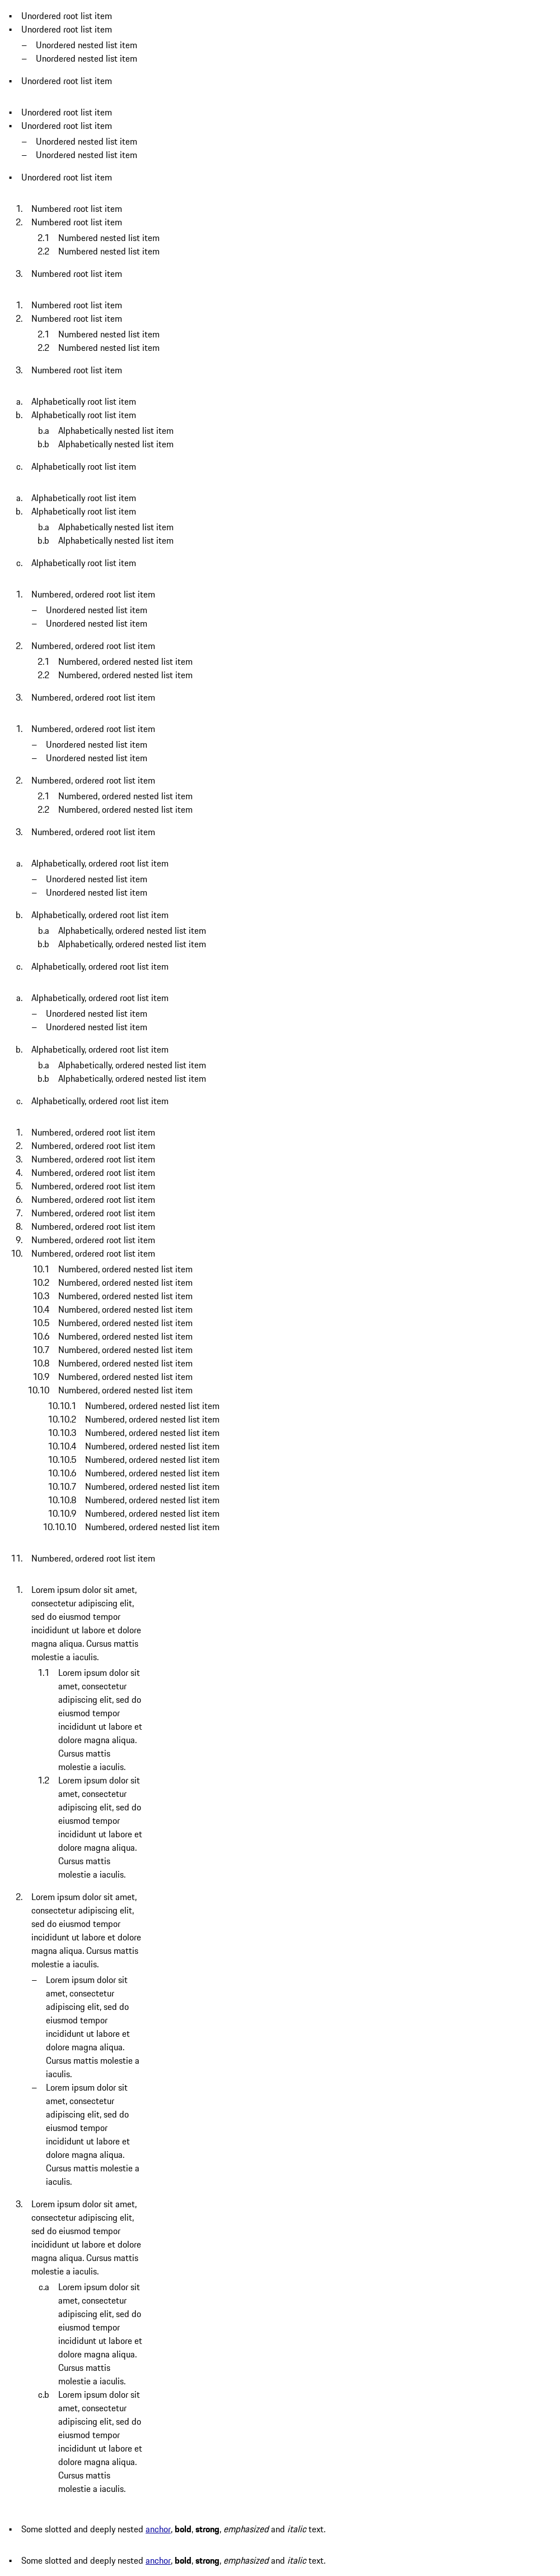 • Unordered root list item
• Unordered root list item
– Unordered nested list item
– Unordered nested list item
• Unordered root list item
• Unordered root list item
• Unordered root list item
– Unordered nested list item
– Unordered nested list item
• Unordered root list item
1. Numbered root list item
2. Numbered root list item
2.1 Numbered nested list item
2.2 Numbered nested list item
3. Numbered root list item
1. Numbered root list item
2. Numbered root list item
2.1 Numbered nested list item
2.2 Numbered nested list item
3. Numbered root list item
a. Alphabetically root list item
b. Alphabetically root list item
b.a Alphabetically nested list item
b.b Alphabetically nested list item
c. Alphabetically root list item
a. Alphabetically root list item
b. Alphabetically root list item
b.a Alphabetically nested list item
b.b Alphabetically nested list item
c. Alphabetically root list item
1. Numbered, ordered root list item
– Unordered nested list item
– Unordered nested list item
2. Numbered, ordered root list item
2.1 Numbered, ordered nested list item
2.2 Numbered, ordered nested list item
3. Numbered, ordered root list item
1. Numbered, ordered root list item
– Unordered nested list item
– Unordered nested list item
2. Numbered, ordered root list item
2.1 Numbered, ordered nested list item
2.2 Numbered, ordered nested list item
3. Numbered, ordered root list item
a. Alphabetically, ordered root list item
– Unordered nested list item
– Unordered nested list item
b. Alphabetically, ordered root list item
b.a Alphabetically, ordered nested list item
b.b Alphabetically, ordered nested list item
c. Alphabetically, ordered root list item
a. Alphabetically, ordered root list item
– Unordered nested list item
– Unordered nested list item
b. Alphabetically, ordered root list item
b.a Alphabetically, ordered nested list item
b.b Alphabetically, ordered nested list item
c. Alphabetically, ordered root list item
1. Numbered, ordered root list item
2. Numbered, ordered root list item
3. Numbered, ordered root list item
4. Numbered, ordered root list item
5. Numbered, ordered root list item
6. Numbered, ordered root list item
7. Numbered, ordered root list item
8. Numbered, ordered root list item
9. Numbered, ordered root list item
10. Numbered, ordered root list item
10.1 Numbered, ordered nested list item
10.2 Numbered, ordered nested list item
10.3 Numbered, ordered nested list item
10.4 Numbered, ordered nested list item
10.5 Numbered, ordered nested list item
10.6 Numbered, ordered nested list item
10.7 Numbered, ordered nested list item
10.8 Numbered, ordered nested list item
10.9 Numbered, ordered nested list item
10.10 Numbered, ordered nested list item
10.10.1 Numbered, ordered nested list item
10.10.2 Numbered, ordered nested list item
10.10.3 Numbered, ordered nested list item
10.10.4 Numbered, ordered nested list item
10.10.5 Numbered, ordered nested list item
10.10.6 Numbered, ordered nested list item
10.10.7 Numbered, ordered nested list item
10.10.8 Numbered, ordered nested list item
10.10.9 Numbered, ordered nested list item
10.10.10 Numbered, ordered nested list item
11. Numbered, ordered root list item
1. Lorem ipsum dolor sit amet,
consectetur adipiscing elit,
sed do eiusmod tempor
incididunt ut labore et dolore
magna aliqua. Cursus mattis
molestie a iaculis.
1.1 Lorem ipsum dolor sit
amet, consectetur
adipiscing elit, sed do
eiusmod tempor
incididunt ut labore et
dolore magna aliqua.
Cursus mattis
molestie a iaculis.
1.2 Lorem ipsum dolor sit
amet, consectetur
adipiscing elit, sed do
eiusmod tempor
incididunt ut labore et
dolore magna aliqua.
Cursus mattis
molestie a iaculis.
2. Lorem ipsum dolor sit amet,
consectetur adipiscing elit,
sed do eiusmod tempor
incididunt ut labore et dolore
magna aliqua. Cursus mattis
molestie a iaculis.
– Lorem ipsum dolor sit
amet, consectetur
adipiscing elit, sed do
eiusmod tempor
incididunt ut labore et
dolore magna aliqua.
Cursus mattis molestie a
iaculis.
– Lorem ipsum dolor sit
amet, consectetur
adipiscing elit, sed do
eiusmod tempor
incididunt ut labore et
dolore magna aliqua.
Cursus mattis molestie a
iaculis.
3. Lorem ipsum dolor sit amet,
consectetur adipiscing elit,
sed do eiusmod tempor
incididunt ut labore et dolore
magna aliqua. Cursus mattis
molestie a iaculis.
c.a Lorem ipsum dolor sit
amet, consectetur
adipiscing elit, sed do
eiusmod tempor
incididunt ut labore et
dolore magna aliqua.
Cursus mattis
molestie a iaculis.
c.b Lorem ipsum dolor sit
amet, consectetur
adipiscing elit, sed do
eiusmod tempor
incididunt ut labore et
dolore magna aliqua.
Cursus mattis
molestie a iaculis.
• Some slotted and deeply nested anchor, bold, strong, emphasized and italic text.
• Some slotted and deeply nested anchor, bold, strong, emphasized and italic text.